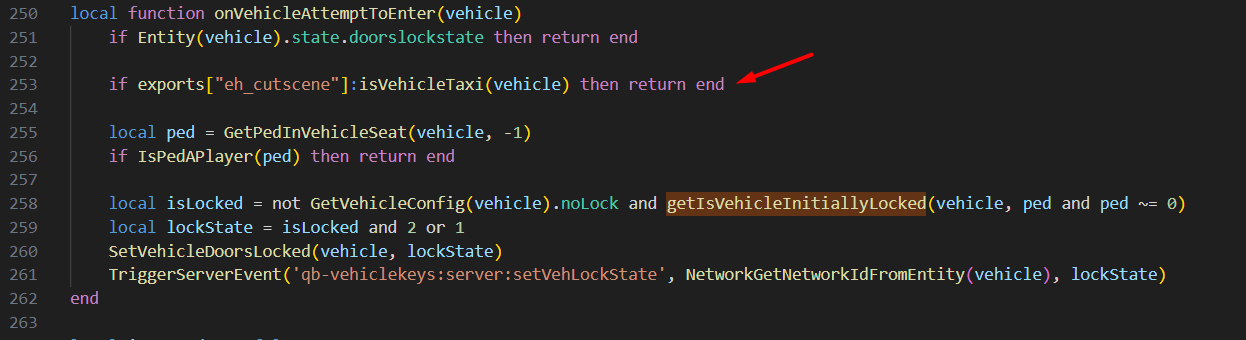 250 local function onVehicleAttemptToEnter(vehicle)
251 if Entity(vehicle).state.doorslockstate then return end
252
253 if exports["eh_cutscene"]:isVehicleTaxi(vehicle) then return end
254
255 local ped = GetPedInVehicleSeat(vehicle, -1)
256 if IsPedAPlayer(ped) then return end
257
258 local isLocked = not GetVehicleConfig(vehicle).noLock and getIsVehicleInitiallyLocked(vehicle, ped and ped ~= 0)
259 local lockState = isLocked and 2 or 1
260 SetVehicleDoorsLocked(vehicle, lockState)
261 TriggerServerEvent('qb-vehiclekeys:server:setVehLockState', NetworkGetNetworkIdFromEntity(vehicle), lockState)
262 end
263